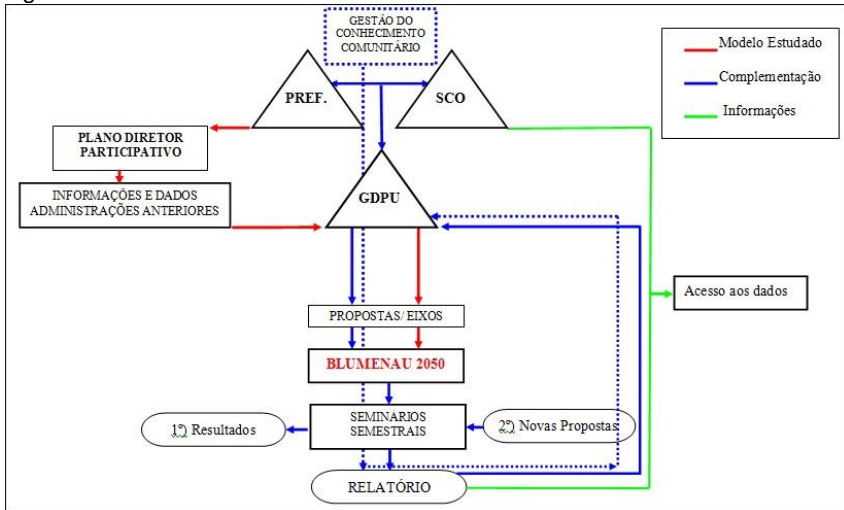 GESTÃO DO
CONHECIMENTO
COMUNITÁRIO
Modelo Estudado
Complementação
Informações
PREF.
SCO
PLANO DIRETOR
PARTICIPATIVO
INFORMAÇÕES E DADOS
ADMINISTRAÇÕES ANTERIORES
GDPU
Acesso aos dados
PROPOSTAS/ EIXOS
BLUMENAU 2050
SEMINÁRIOS
SEMESTRAIS
1º) Resultados
2º) Novas Propostas
RELATÓRIO